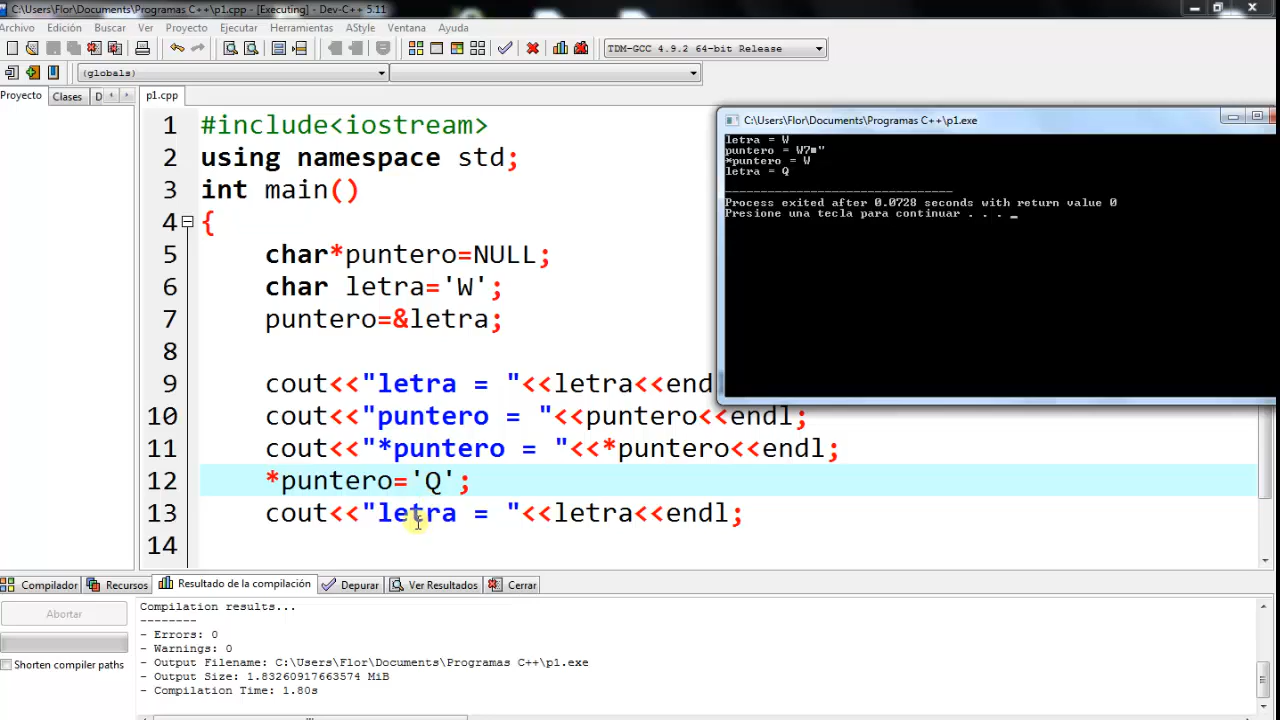 C:\Users\Flor\Documents\Programas C++\p1.cpp - [Executing] - Dev-C++ 5.11
Archivo Edición Buscar Ver Proyecto Ejecutar Herramientas AStyle Ventana Ayuda
TDM-GCC 4.9.2 64-bit Release
(globals)
Proyecto Clases D p1.cpp
1 #include<iostream>
2 using namespace std;
3 int main()
4 {
5 char*puntero=NULL;
6 char letra='W';
7 puntero=&letra;
8
9 cout<<"letra = "<<letra<<end
10 cout<<"puntero = "<<puntero<<endl;
11 cout<<"*puntero = "<<*puntero<<endl;
12 *puntero='Q';
13 cout<<"letra = "<<letra<<endl;
14
C:\Users\Flor\Documents\Programas C++\p1.exe
letra = W
puntero = W7■"
*puntero = W
letra = Q
--------------------------------
Process exited after 0.0728 seconds with return value 0
Presione una tecla para continuar . . . _
Compilador Recursos Resultado de la compilación Depurar Ver Resultados Cerrar
Abortar
Shorten compiler paths
Compilation results...
--------
- Errors: 0
- Warnings: 0
- Output Filename: C:\Users\Flor\Documents\Programas C++\p1.exe
- Output Size: 1.83260917663574 MiB
- Compilation Time: 1.80s